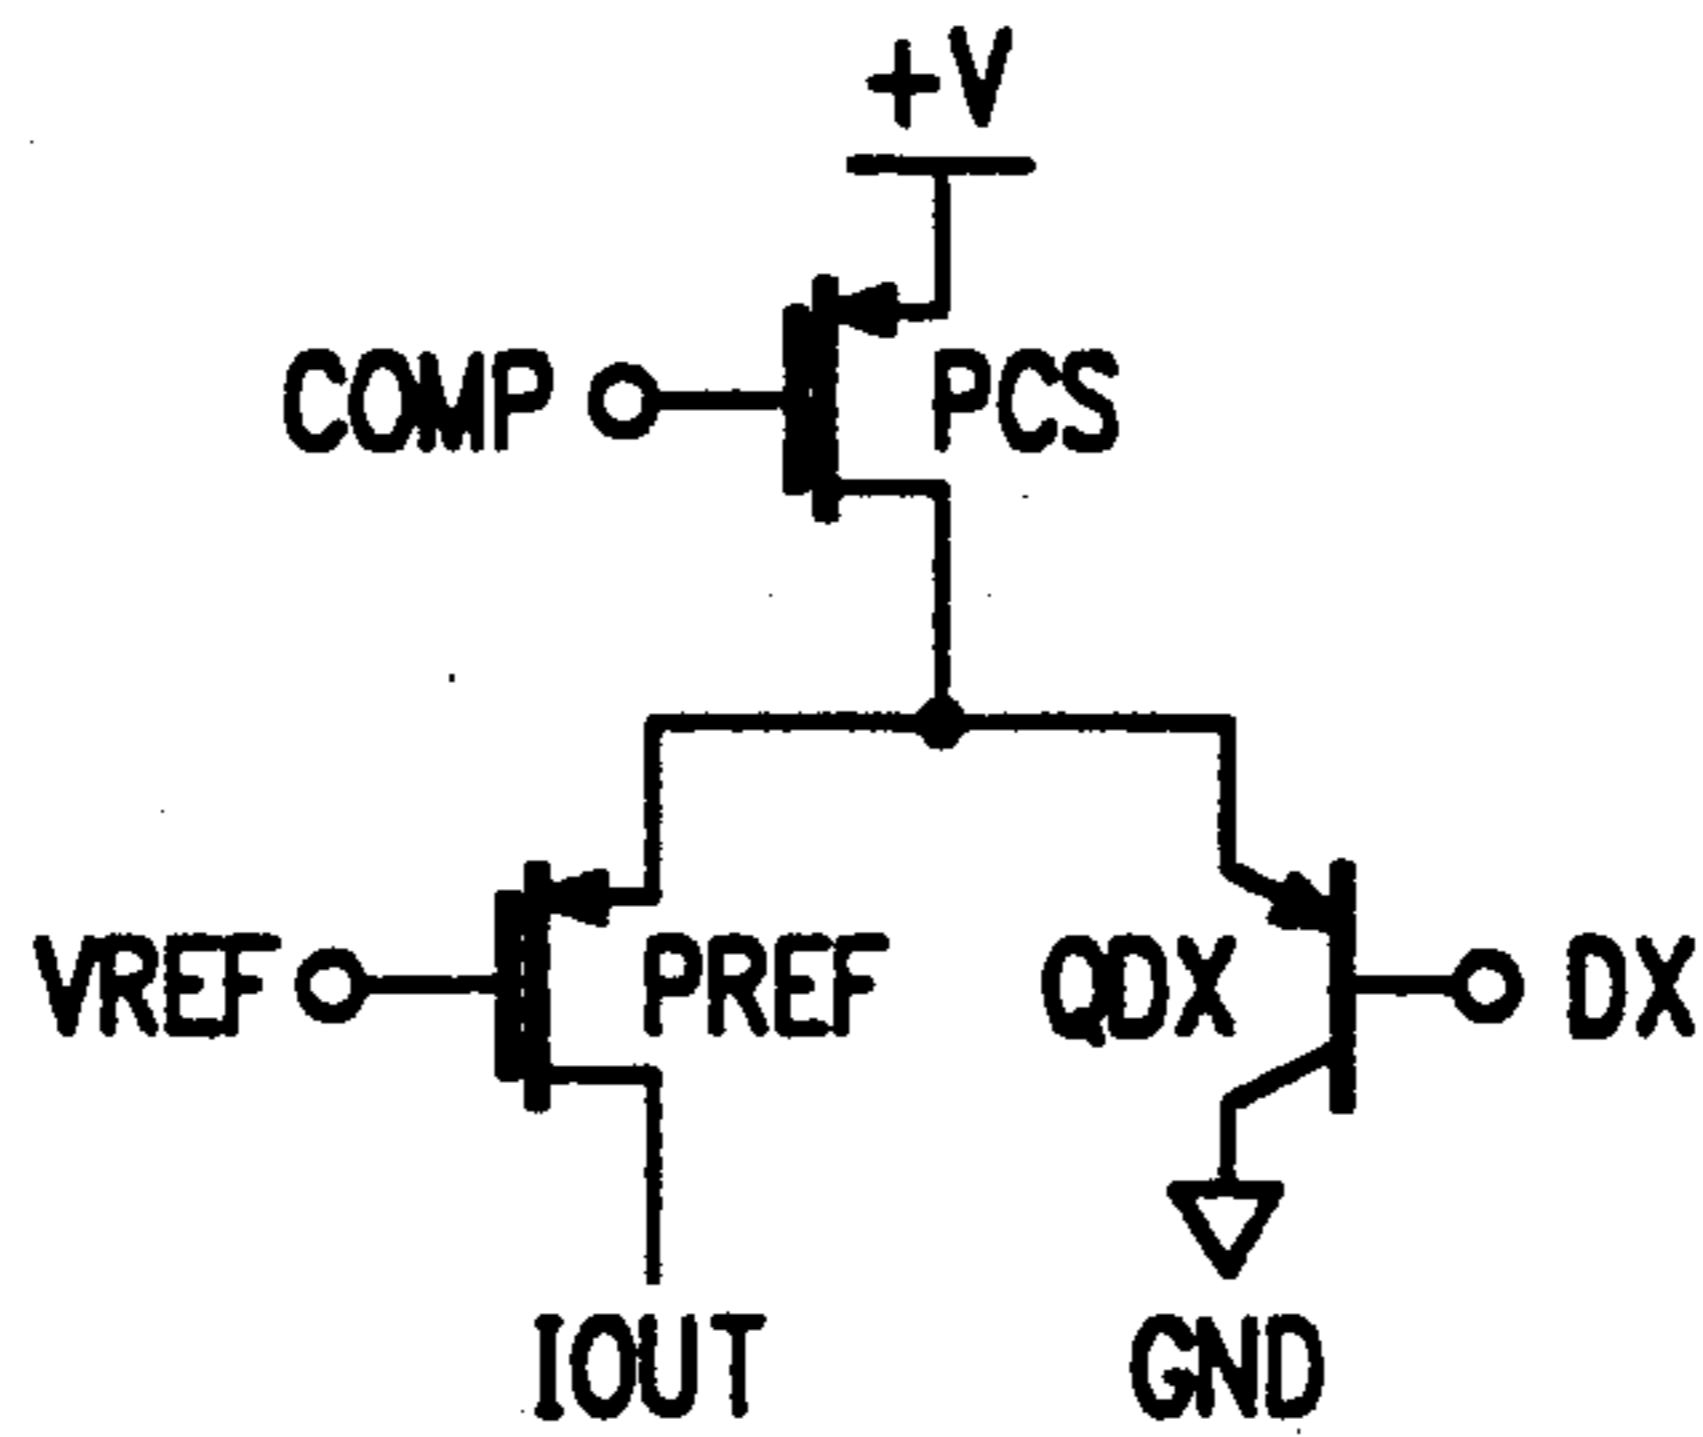 +V
COMP PCS
VREF PREF QDX DX
IOUT GND